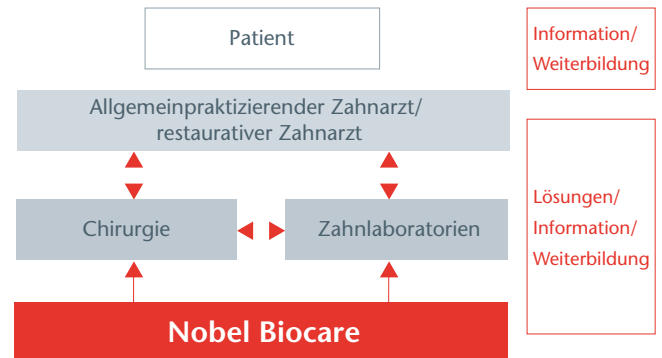 Patient
Information/
Weiterbildung
Allgemeinpraktizierender Zahnarzt/
restaurativer Zahnarzt
Chirurgie
Zahnlaboratorien
Lösungen/
Information/
Weiterbildung
Nobel Biocare